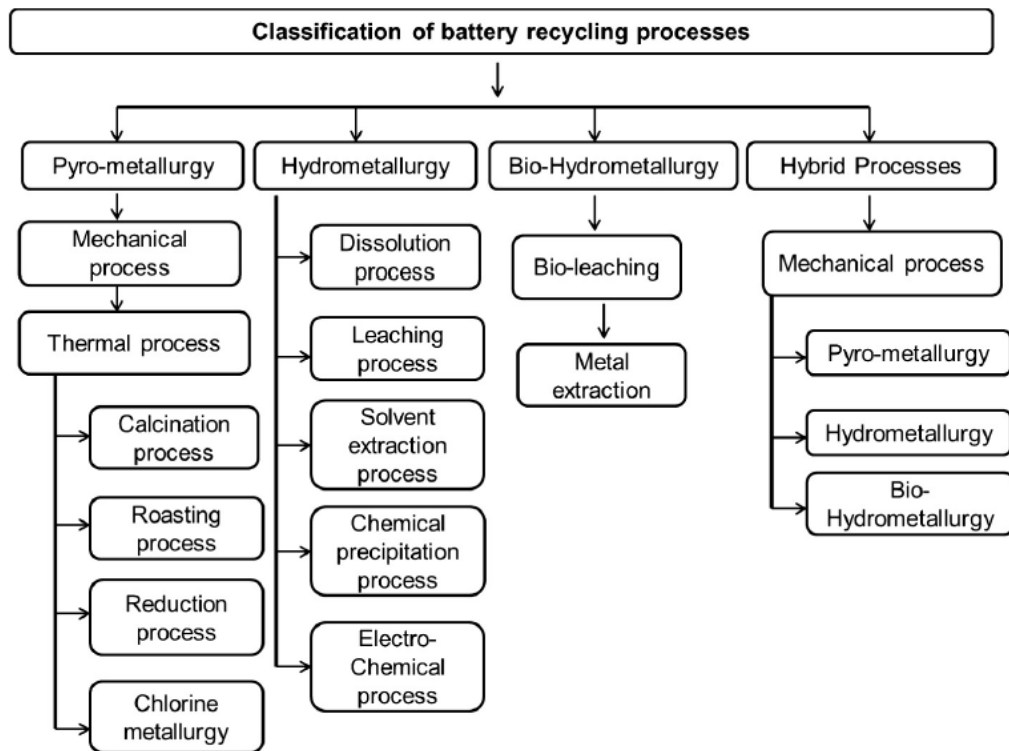 Classification of battery recycling processes
Pyro-metallurgy
Hydrometallurgy
Bio-Hydrometallurgy
Hybrid Processes
Mechanical
process
Thermal process
Calcination
process
Roasting
process
Reduction
process
Chlorine
metallurgy
Dissolution
process
Leaching
process
Solvent
extraction
process
Chemical
precipitation
process
Electro-
Chemical
process
Bio-leaching
Metal
extraction
Mechanical process
Pyro-metallurgy
Hydrometallurgy
Bio-
Hydrometallurgy